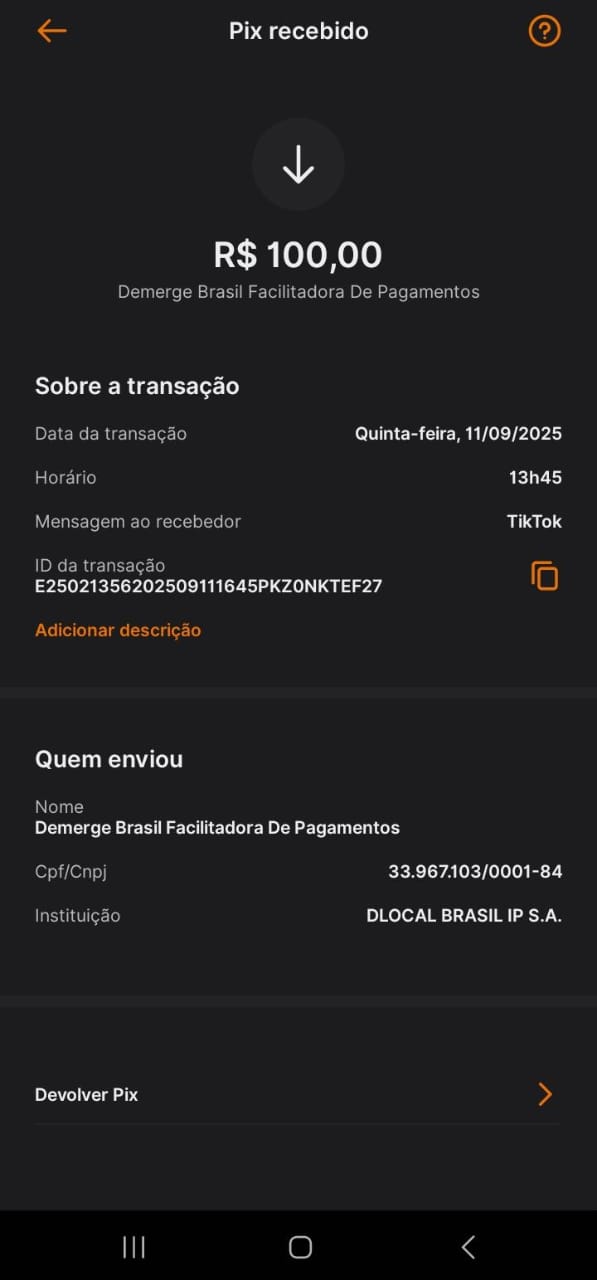 Pix recebido
?
R$ 100,00
Demerge Brasil Facilitadora De Pagamentos
Sobre a transação
Data da transação Quinta-feira, 11/09/2025
Horário 13h45
Mensagem ao recebedor TikTok
ID da transação
E25021356202509111645PKZ0NKTEF27
Adicionar descrição
Quem enviou
Nome
Demerge Brasil Facilitadora De Pagamentos
Cpf/Cnpj 33.967.103/0001-84
Instituição DLOCAL BRASIL IP S.A.
Devolver Pix